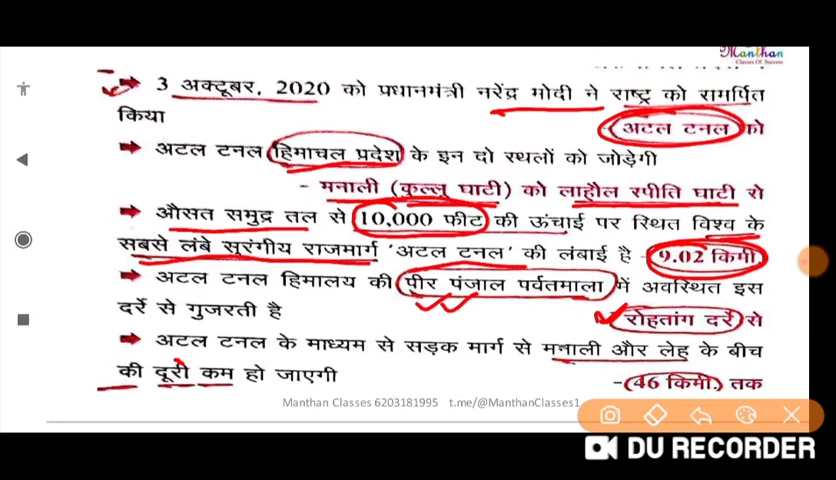 Manthan
Classes Of Success
➡ 3 अक्टूबर, 2020 को प्रधानमंत्री नरेंद्र मोदी ने राष्ट्र को समर्पित
किया
- अटल टनल को
➡ अटल टनल हिमाचल प्रदेश के इन दो स्थलों को जोड़ेगी
- मनाली (कुल्लू घाटी) को लाहौल स्पीति घाटी से
➡ औसत समुद्र तल से 10,000 फीट की ऊंचाई पर स्थित विश्व के
सबसे लंबे सुरंगीय राजमार्ग ‘अटल टनल’ की लंबाई है - 9.02 किमी.
➡ अटल टनल हिमालय की पीर पंजाल पर्वतमाला में अवस्थित इस
दर्रे से गुजरती है
रोहतांग दर्रे से
➡ अटल टनल के माध्यम से सड़क मार्ग से मनाली और लेह के बीच
की दूरी कम हो जाएगी
- 46 किमी. तक
Manthan Classes 6203181995 t.me/@ManthanClasses1
DU RECORDER